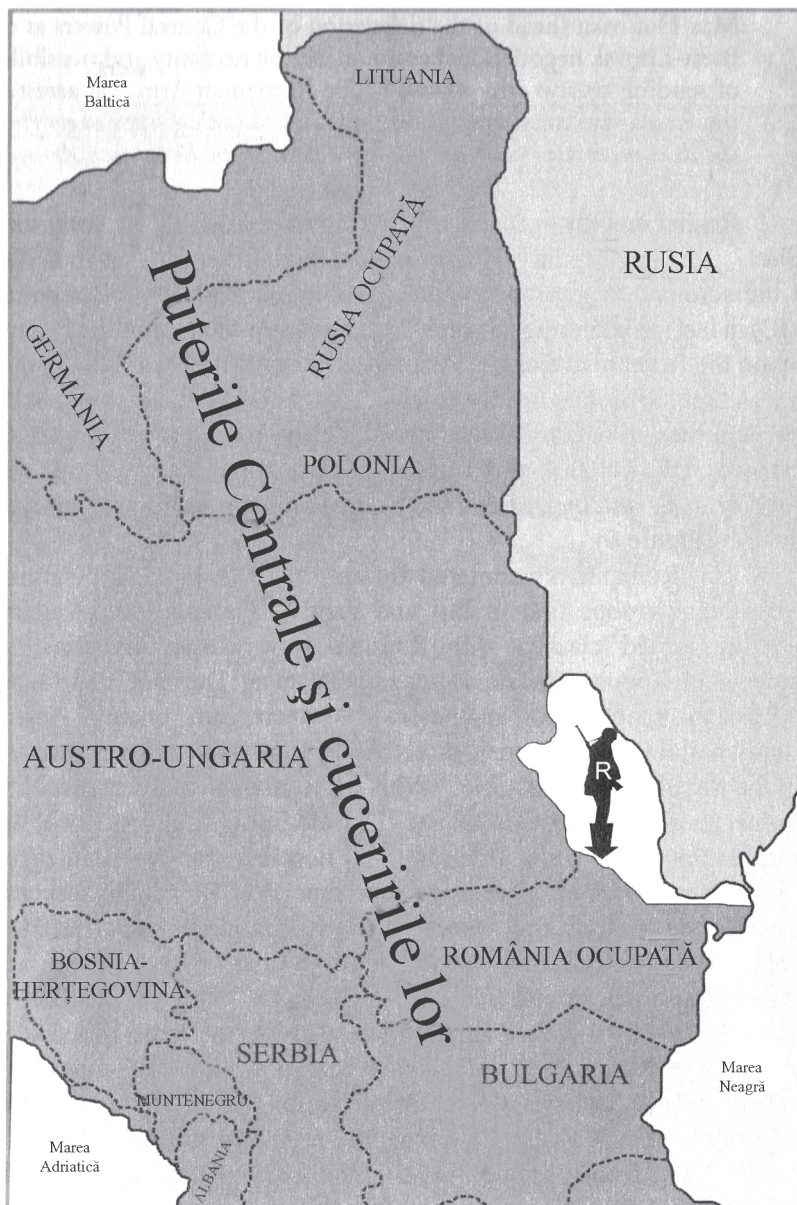 Marea
Baltică
LITUANIA
RUSIA
RUSIA OCUPATĂ
GERMANIA
Puterile Centrale și cuceririle lor
POLONIA
AUSTRO-UNGARIA
R
BOSNIA-
HERȚEGOVINA
ROMÂNIA OCUPATĂ
SERBIA
BULGARIA
Marea
Neagră
MUNTENEGRU
Marea
Adriatică
ALBANIA